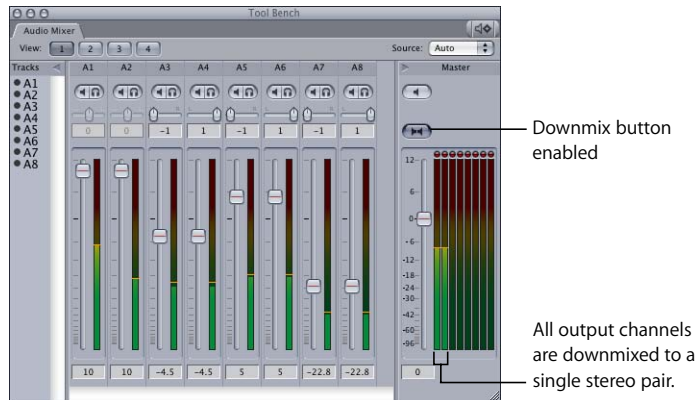 Tool Bench
Audio Mixer
View: 1 2 3 4
Source: Auto
Tracks A1 A2 A3 A4 A5 A6 A7 A8 Master
A1
A2
A3
A4
A5
A6
A7
A8
0 0 -1 1 -1 1 -1 1
Downmix button
enabled
12
6
0
-6
-12
-18
-24
-30
-42
-60
-96
10 10 -4.5 -4.5 5 5 -22.8 -22.8 0
All output channels
are downmixed to a
single stereo pair.